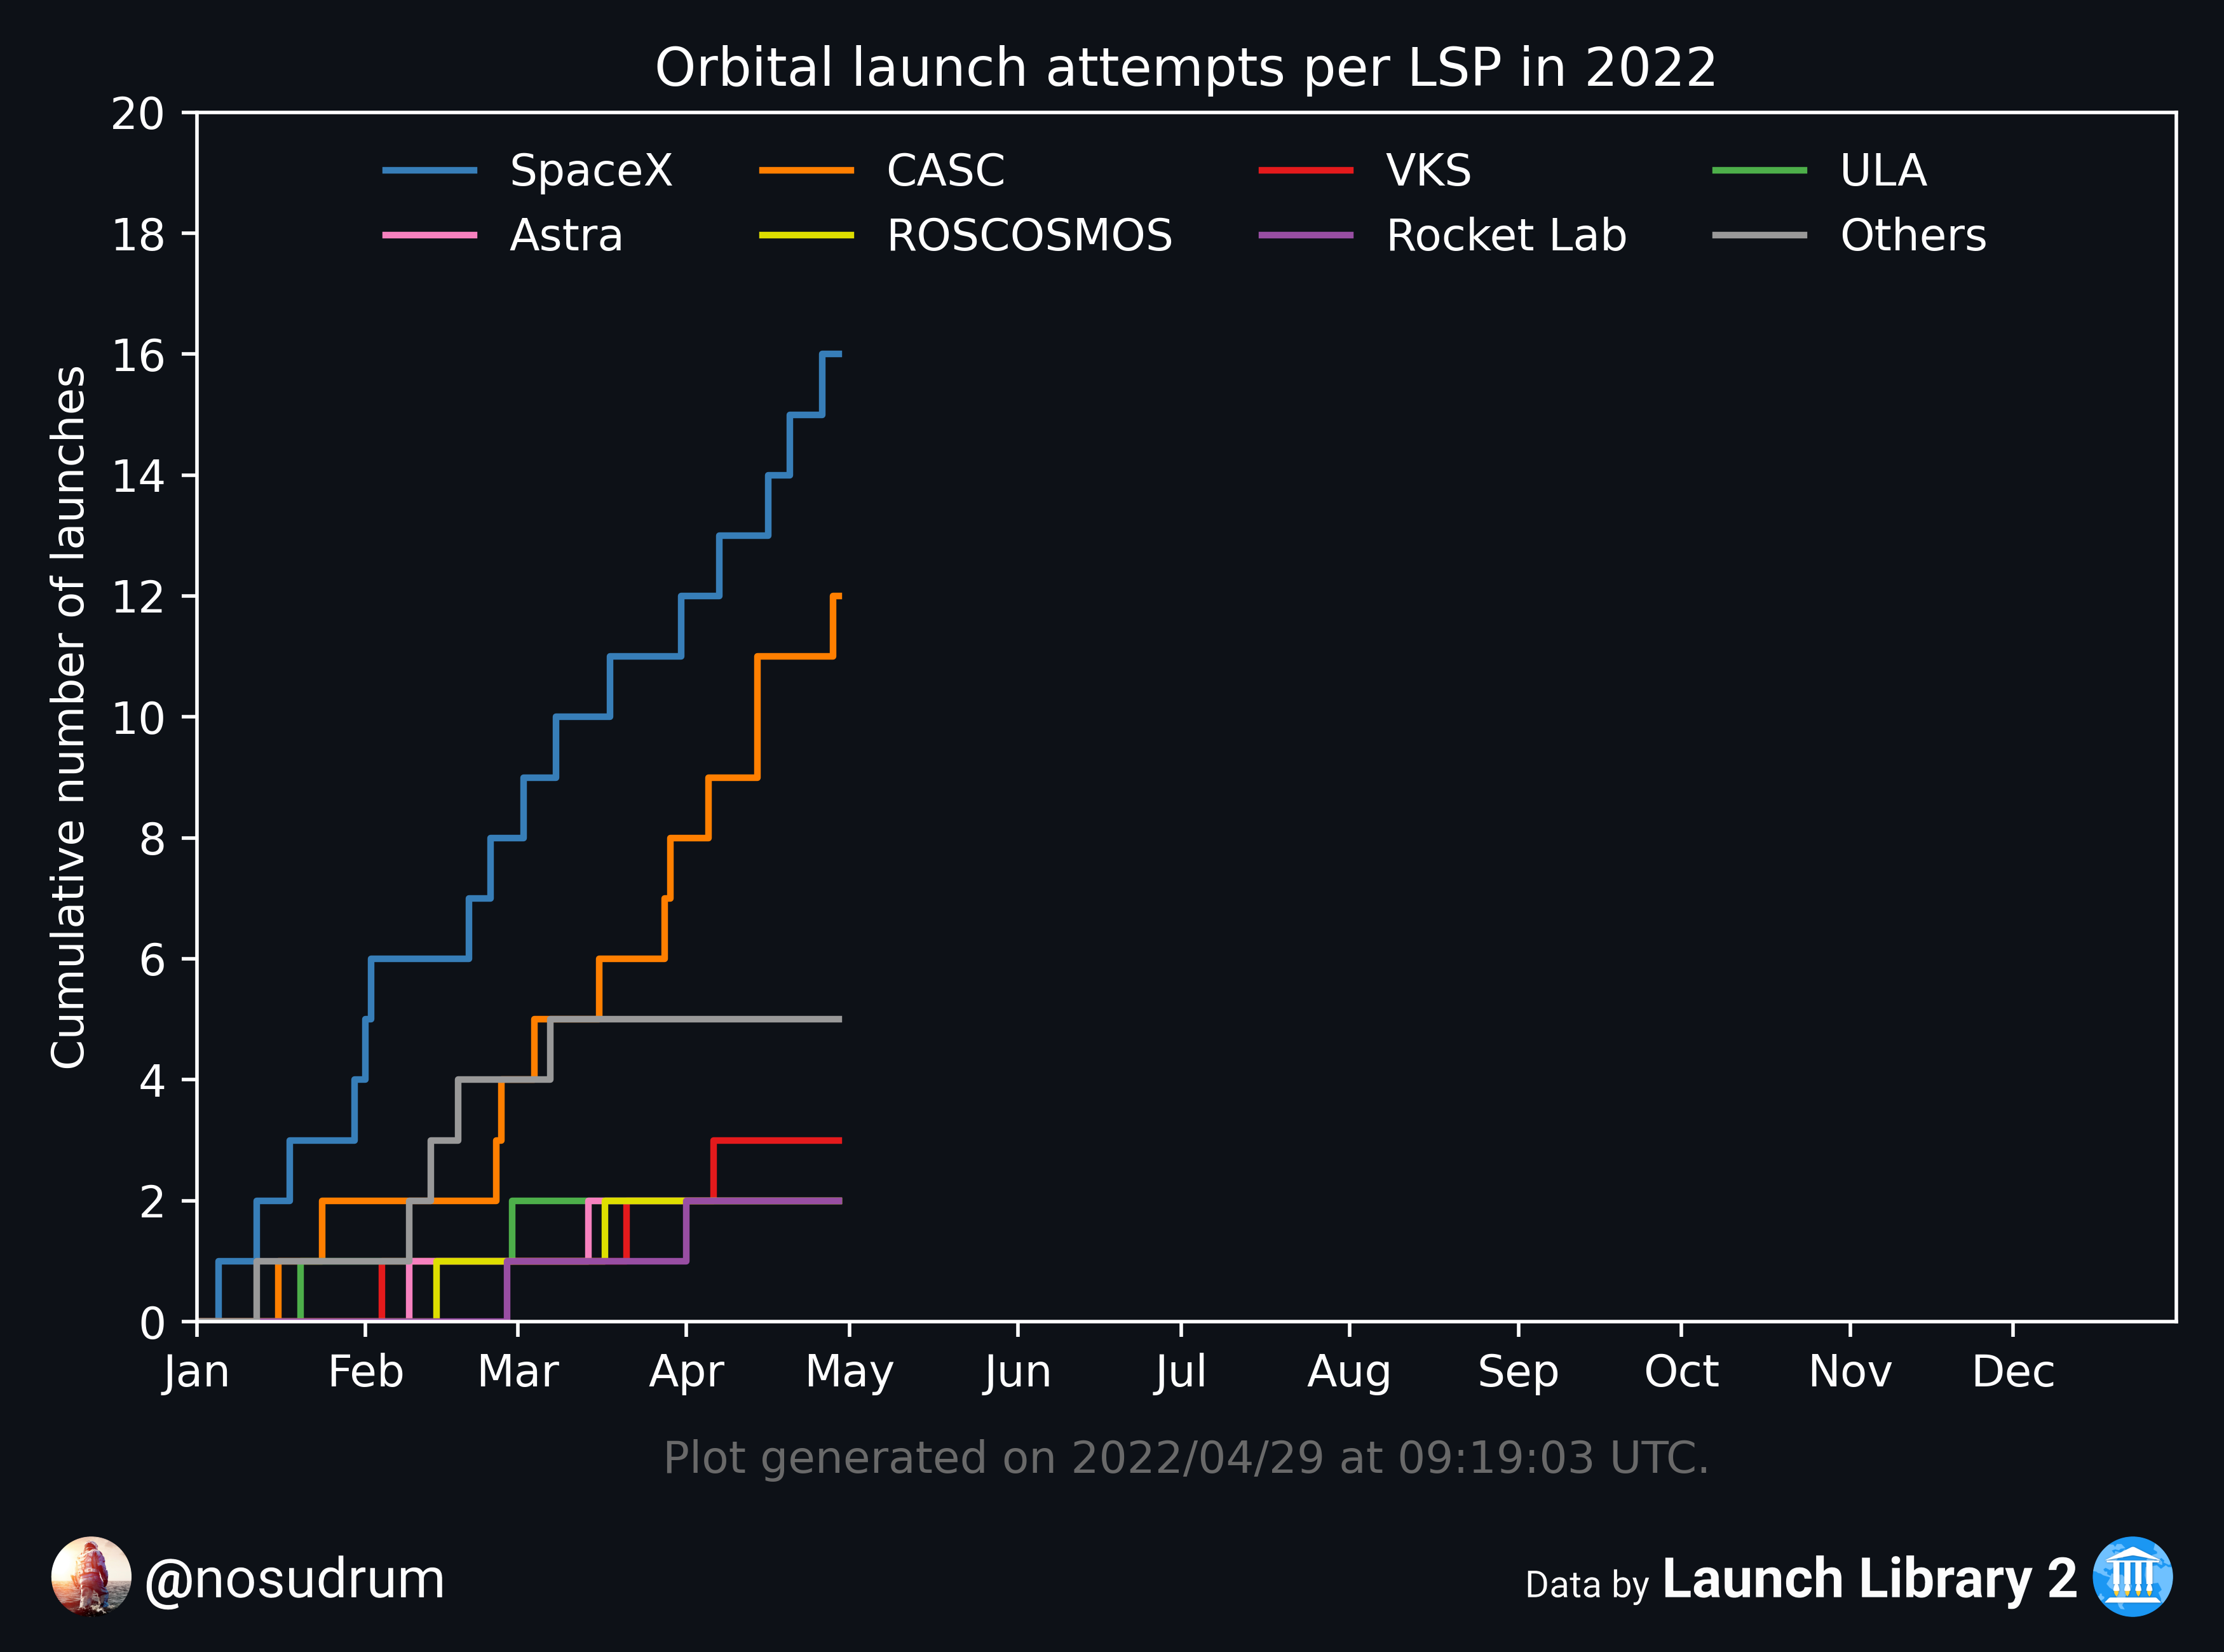 Orbital launch attempts per LSP in 2022
20
18
16
14
12
10
8
6
4
2
0
Cumulative number of launches
SpaceX CASC VKS ULA
Astra ROSCOSMOS Rocket Lab Others
Jan Feb Mar Apr May Jun Jul Aug Sep Oct Nov Dec
Plot generated on 2022/04/29 at 09:19:03 UTC.
@nosudrum
Data by Launch Library 2